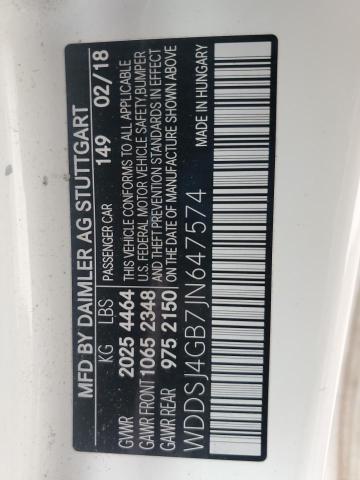 MFD BY DAIMLER AG STUTTGART
KG LBS PASSENGER CAR 149 02/18
GVWR 2025 4464
GAWR FRONT 1065 2348
GAWR REAR 975 2150
THIS VEHICLE CONFORMS TO ALL APPLICABLE
U.S. FEDERAL MOTOR VEHICLE SAFETY, BUMPER
AND THEFT PREVENTION STANDARDS IN EFFECT
ON THE DATE OF MANUFACTURE SHOWN ABOVE
WDDSJ4GB7JN647574 MADE IN HUNGARY